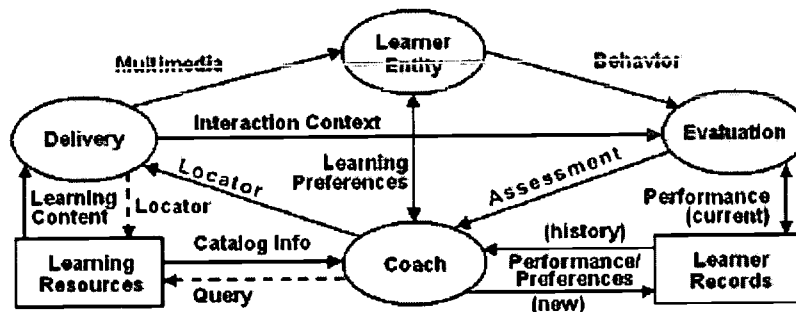 Learner
Entity
Multimedia
Behavior
Delivery
Interaction Context
Evaluation
Learning
Preferences
Locator
Assessment
Learning
Content
Locator
Performance
(current)
Learning
Resources
Catalog Info
Query
Coach
(history)
Performance/
Preferences
(new)
Learner
Records